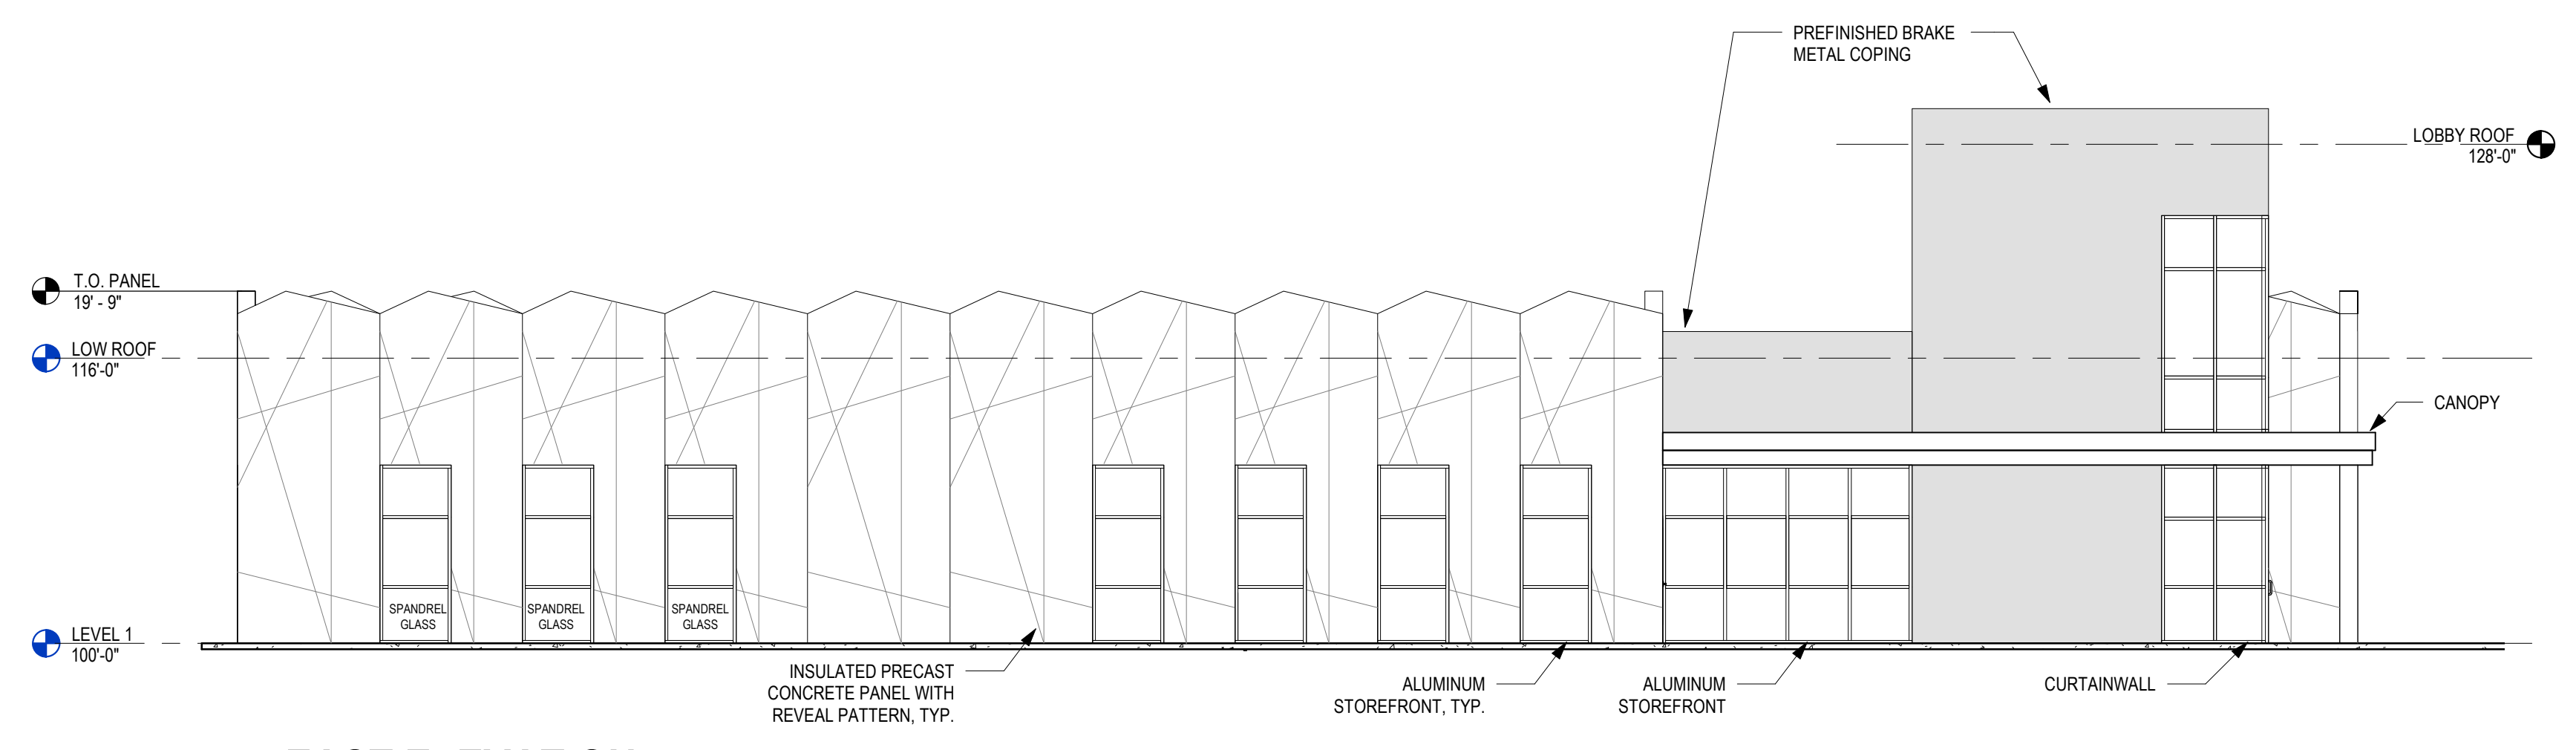 PREFINISHED BRAKE
METAL COPING
LOBBY ROOF
128'-0"
T.O. PANEL
19' - 9"
LOW ROOF
116'-0"
CANOPY
SPANDREL
GLASS
SPANDREL
GLASS
SPANDREL
GLASS
LEVEL 1
100'-0"
INSULATED PRECAST
CONCRETE PANEL WITH
REVEAL PATTERN, TYP.
ALUMINUM
STOREFRONT, TYP.
ALUMINUM
STOREFRONT
CURTAINWALL